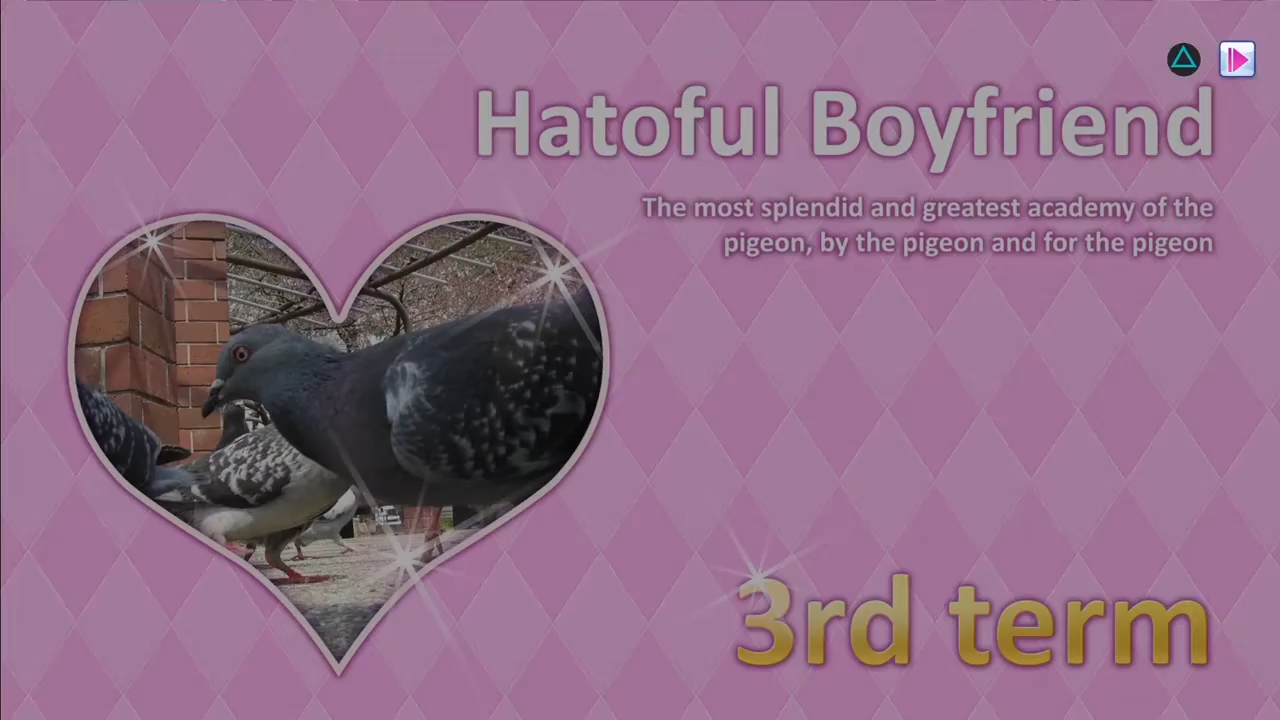 Hatoful Boyfriend
The most splendid and greatest academy of the
pigeon, by the pigeon and for the pigeon
3rd term